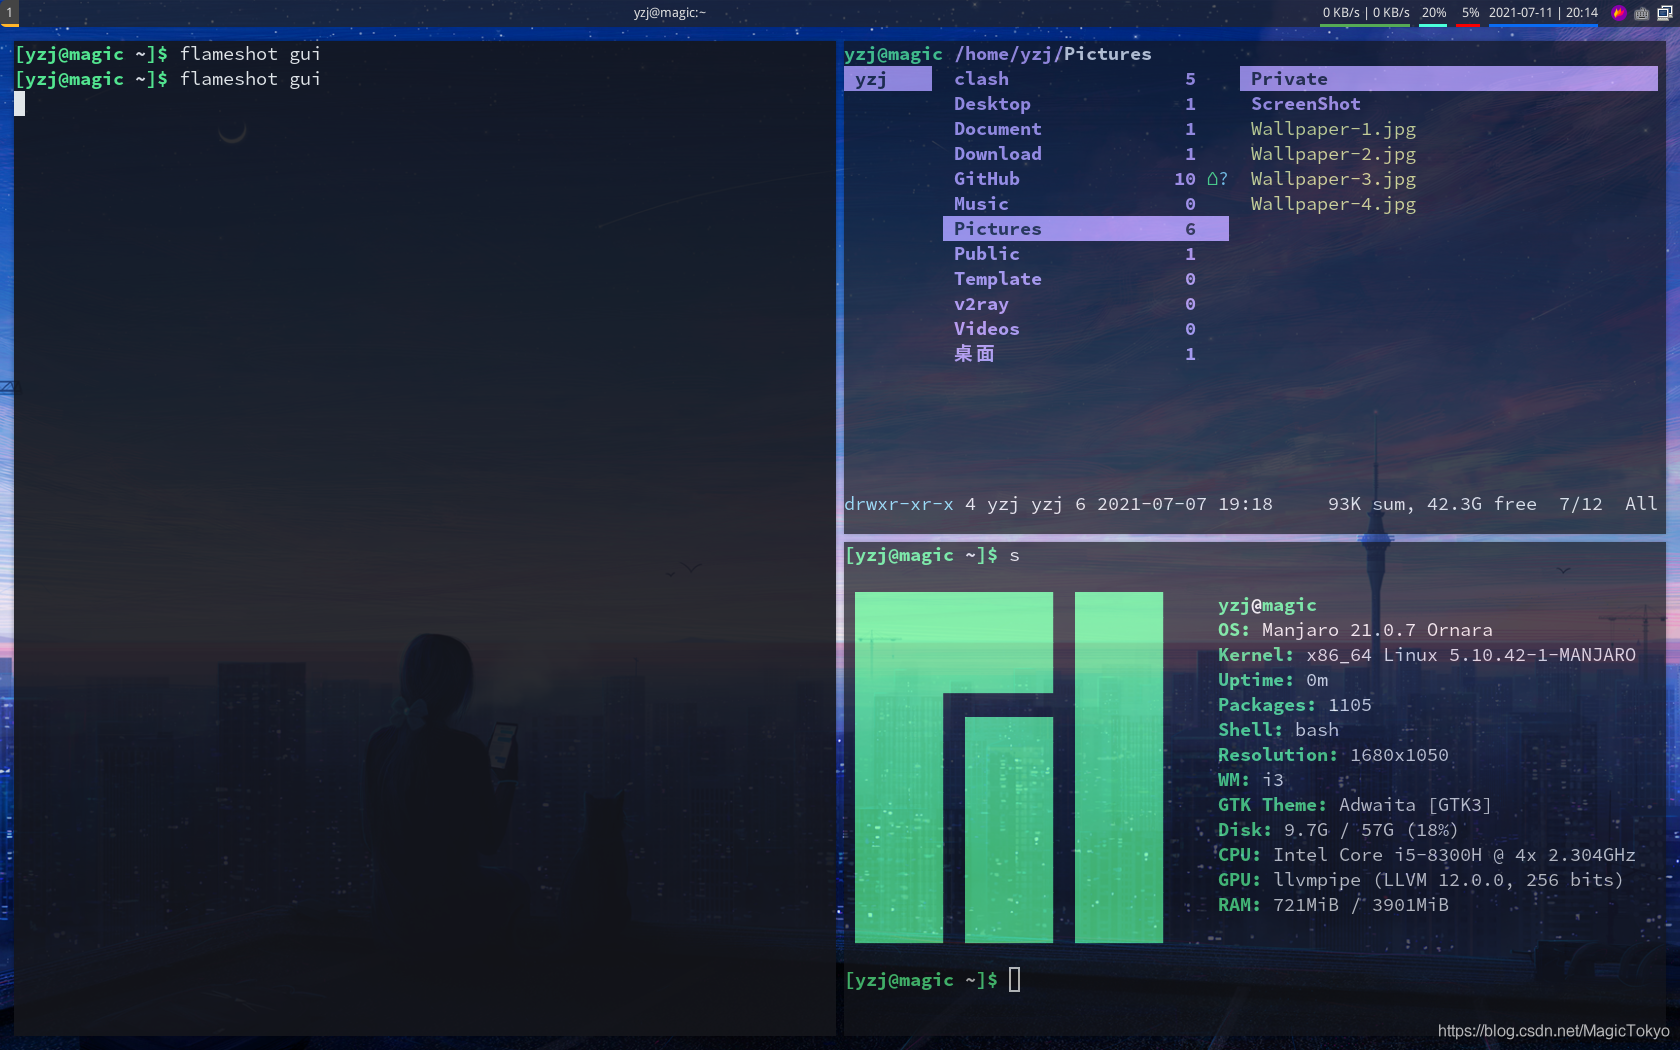 1 yzj@magic:~ 0 KB/s | 0 KB/s 20% 5% 2021-07-11 | 20:14
[yzj@magic ~]$ flameshot gui
[yzj@magic ~]$ flameshot gui
yzj@magic /home/yzj/Pictures
yzj clash 5 Private
Desktop 1 ScreenShot
Document 1 Wallpaper-1.jpg
Download 1 Wallpaper-2.jpg
GitHub 10 ⌂? Wallpaper-3.jpg
Music 0 Wallpaper-4.jpg
Pictures 6
Public 1
Template 0
v2ray 0
Videos 0
桌面 1
drwxr-xr-x 4 yzj yzj 6 2021-07-07 19:18 93K sum, 42.3G free 7/12 All
[yzj@magic ~]$ s
yzj@magic
OS: Manjaro 21.0.7 Ornara
Kernel: x86_64 Linux 5.10.42-1-MANJARO
Uptime: 0m
Packages: 1105
Shell: bash
Resolution: 1680x1050
WM: i3
GTK Theme: Adwaita [GTK3]
Disk: 9.7G / 57G (18%)
CPU: Intel Core i5-8300H @ 4x 2.304GHz
GPU: llvmpipe (LLVM 12.0.0, 256 bits)
RAM: 721MiB / 3901MiB
[yzj@magic ~]$
https://blog.csdn.net/MagicTokyo